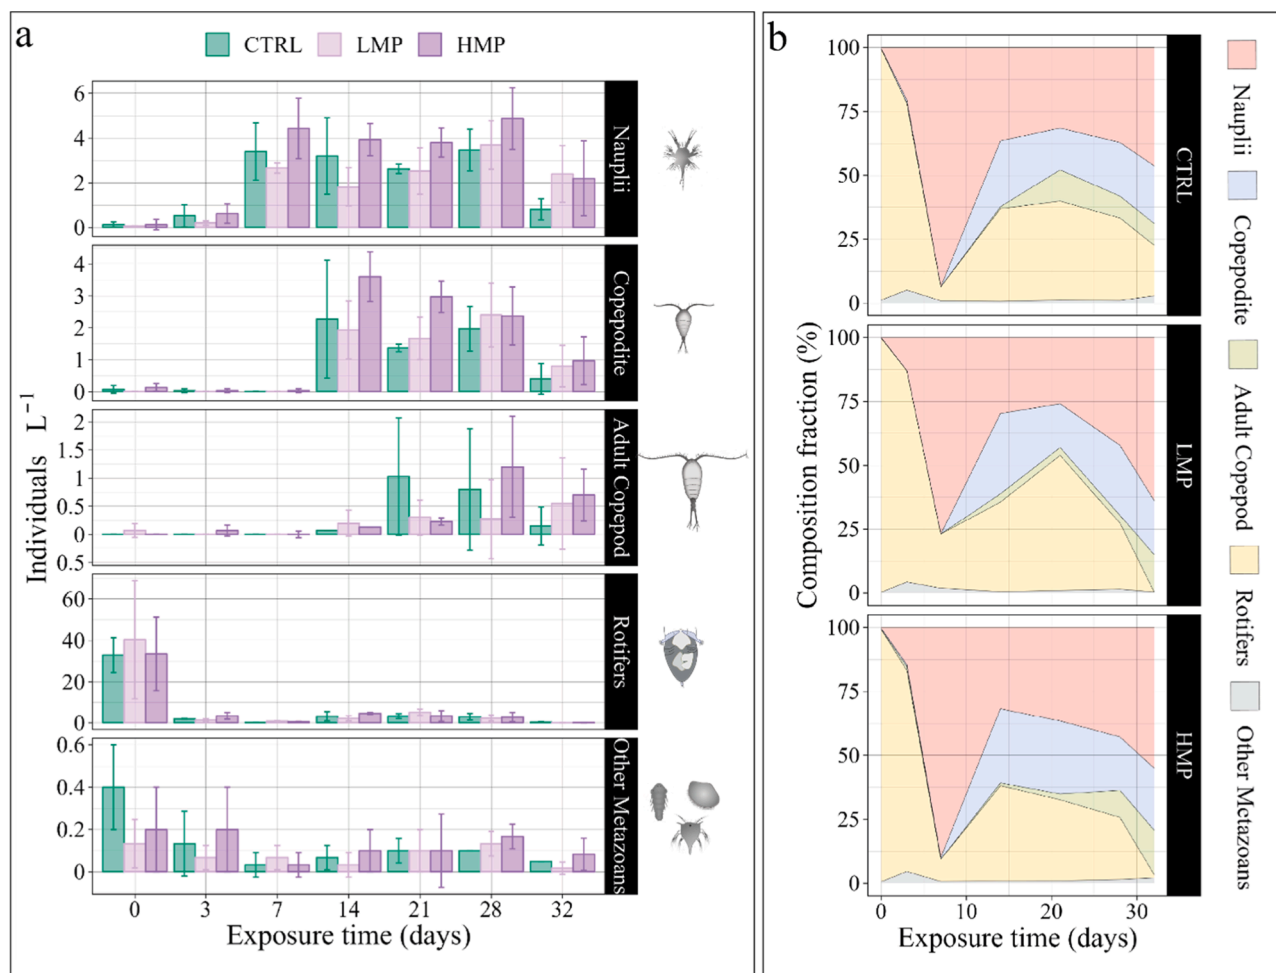 a
CTRL LMP HMP
6
4
2
0
Nauplii
4
3
2
1
0
Copepodite
2
1.5
1
0.5
0
0.5
Adult Copepod
60
40
20
0
Rotifers
0.6
0.4
0.2
0
Other Metazoans
Individuals L⁻¹
0 3 7 14 21 28 32
Exposure time (days)
b
100
75
50
25
0
CTRL
100
75
50
25
0
LMP
100
75
50
25
0
HMP
Composition fraction (%)
0 10 20 30
Exposure time (days)
Nauplii
Copepodite
Adult Copepod
Rotifers
Other Metazoans